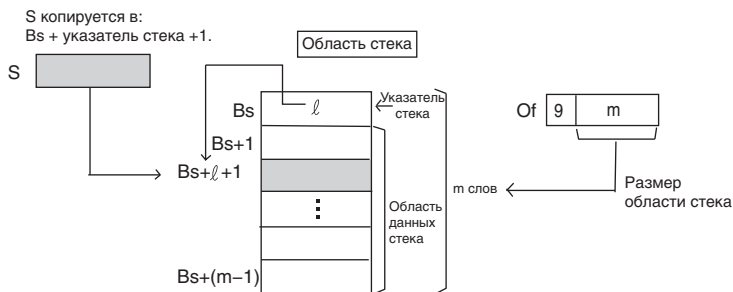 S копируется в:
Bs + указатель стека +1.
Область стека
S
Bs
ℓ
Указатель
стека
Of
9
m
Bs+1
Bs+ℓ+1
m слов
Размер
области стека
Область
данных
стека
Bs+(m−1)